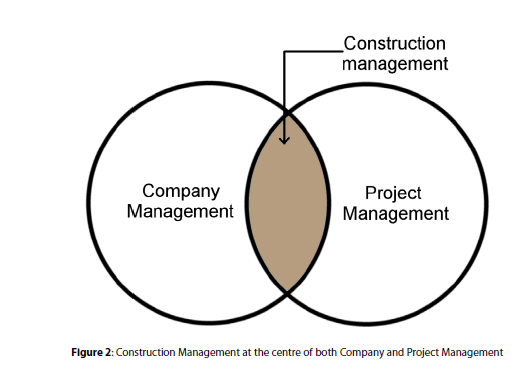 Construction
management
Company
Management
Project
Management
Figure 2: Construction Management at the centre of both Company and Project Management